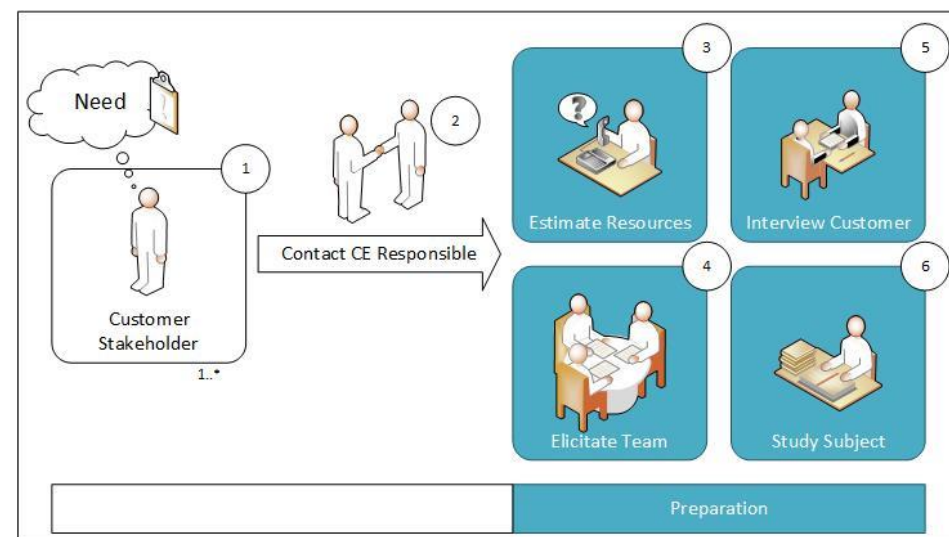 Need
1
Customer
Stakeholder
1..*
2
Contact CE Responsible
3
Estimate Resources
4
Elicitate Team
5
Interview Customer
6
Study Subject
Preparation